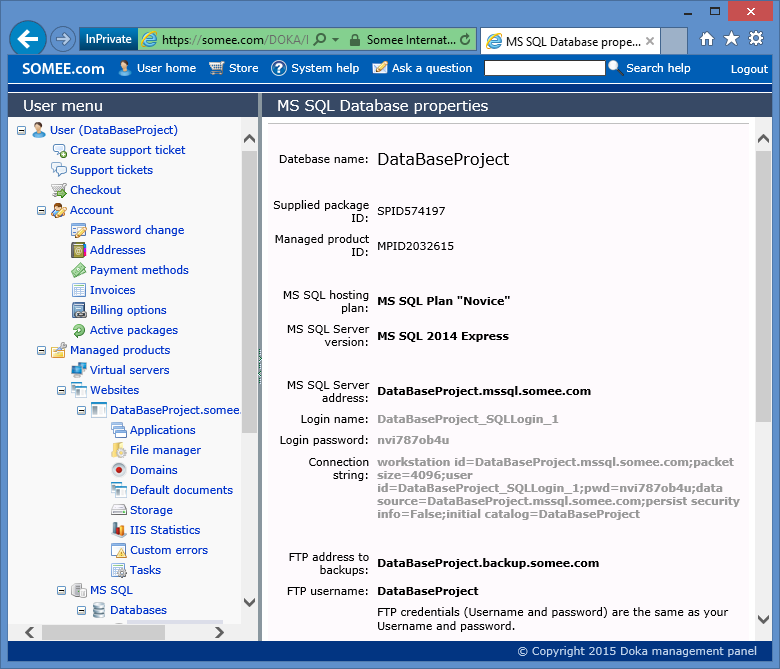 InPrivate
https://somee.com/DOKA/
Somee Internat...
MS SQL Database prope...
SOMEE.com
User home
Store
System help
Ask a question
Search help
Logout
User menu
User (DataBaseProject)
Create support ticket
Support tickets
Checkout
Account
Password change
Addresses
Payment methods
Invoices
Billing options
Active packages
Managed products
Virtual servers
Websites
DataBaseProject.somee.
Applications
File manager
Domains
Default documents
Storage
IIS Statistics
Custom errors
Tasks
MS SQL
Databases
MS SQL Database properties
Datebase name: DataBaseProject
Supplied package
ID: SPID574197
Managed product
ID: MPID2032615
MS SQL hosting
plan: MS SQL Plan "Novice"
MS SQL Server
version: MS SQL 2014 Express
MS SQL Server
address: DataBaseProject.mssql.somee.com
Login name: DataBaseProject_SQLLogin_1
Login password: nvi787ob4u
Connection
string: workstation id=DataBaseProject.mssql.somee.com;packet
size=4096;user
id=DataBaseProject_SQLLogin_1;pwd=nvi787ob4u;data
source=DataBaseProject.mssql.somee.com;persist security
info=False;initial catalog=DataBaseProject
FTP address to
backups: DataBaseProject.backup.somee.com
FTP username: DataBaseProject
FTP credentials (Username and password) are the same as your
Username and password.
© Copyright 2015 Doka management panel